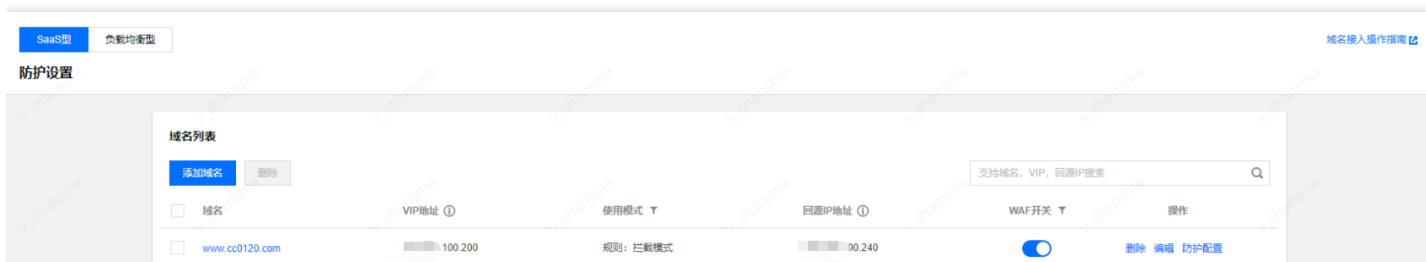 SaaS型 负载均衡型 域名接入操作指南
防护设置
域名列表
添加域名 删除 支持域名，VIP，回源IP搜索
域名 VIP地址 使用模式 回源IP地址 WAF开关 操作
www.cc0120.com .100.200 规则：拦截模式 00.240 删除 编辑 防护配置
v_shansma